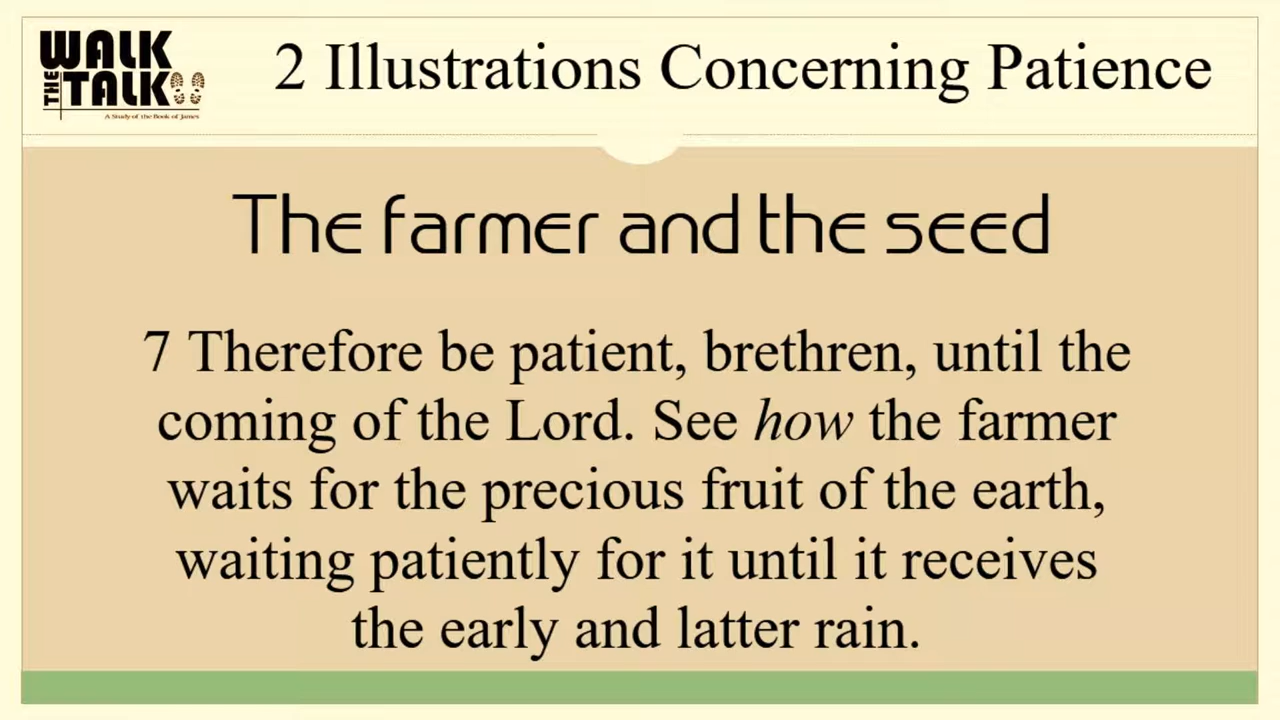 WALK
THE TALK
A Study of the Book of James
2 Illustrations Concerning Patience
The farmer and the seed
7 Therefore be patient, brethren, until the
coming of the Lord. See how the farmer
waits for the precious fruit of the earth,
waiting patiently for it until it receives
the early and latter rain.